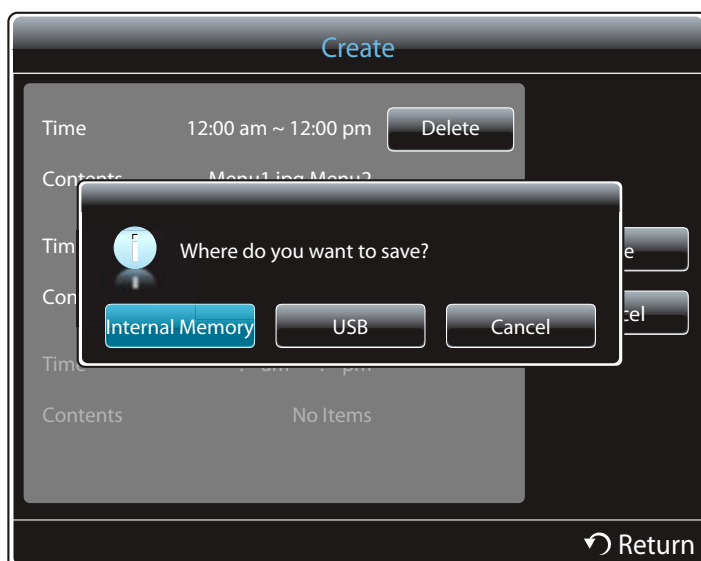 Create
Time 12:00 am ~ 12:00 pm Delete
Contents
Where do you want to save?
Internal Memory USB Cancel
Contents No Items
Return